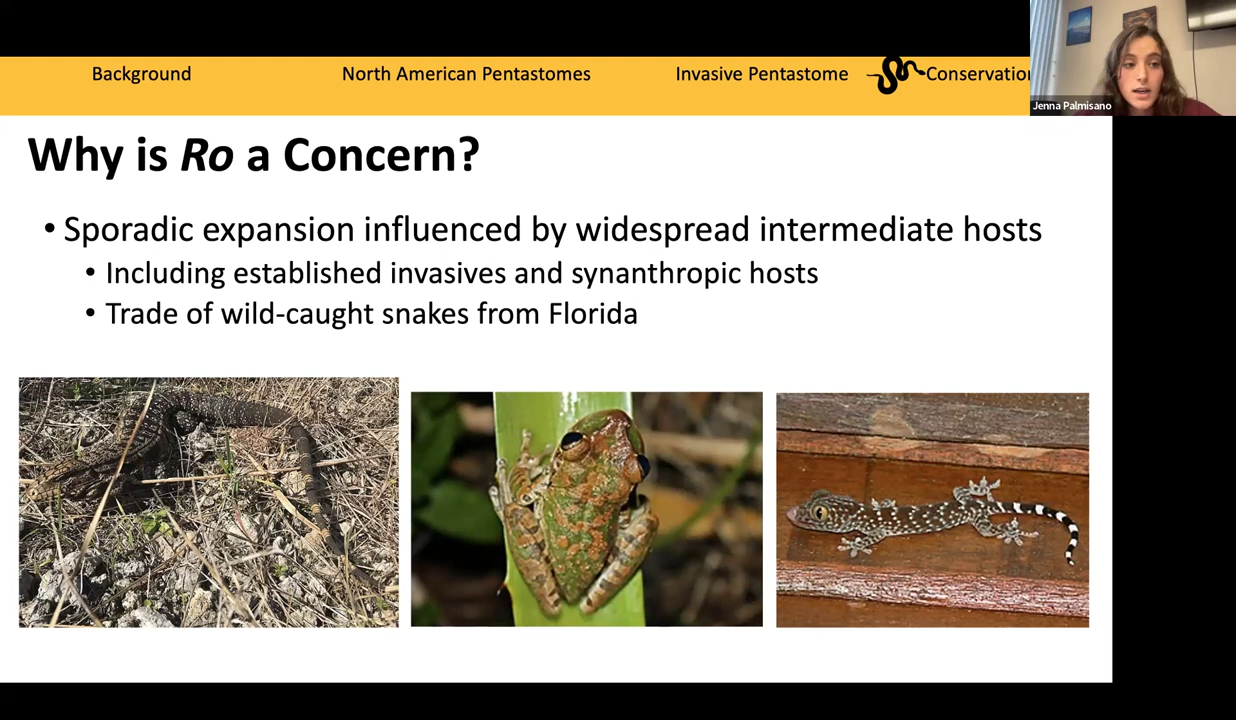 Background
North American Pentastomes
Invasive Pentastome
Conservation
Jenna Palmisano
Why is Ro a Concern?
• Sporadic expansion influenced by widespread intermediate hosts
• Including established invasives and synanthropic hosts
• Trade of wild-caught snakes from Florida